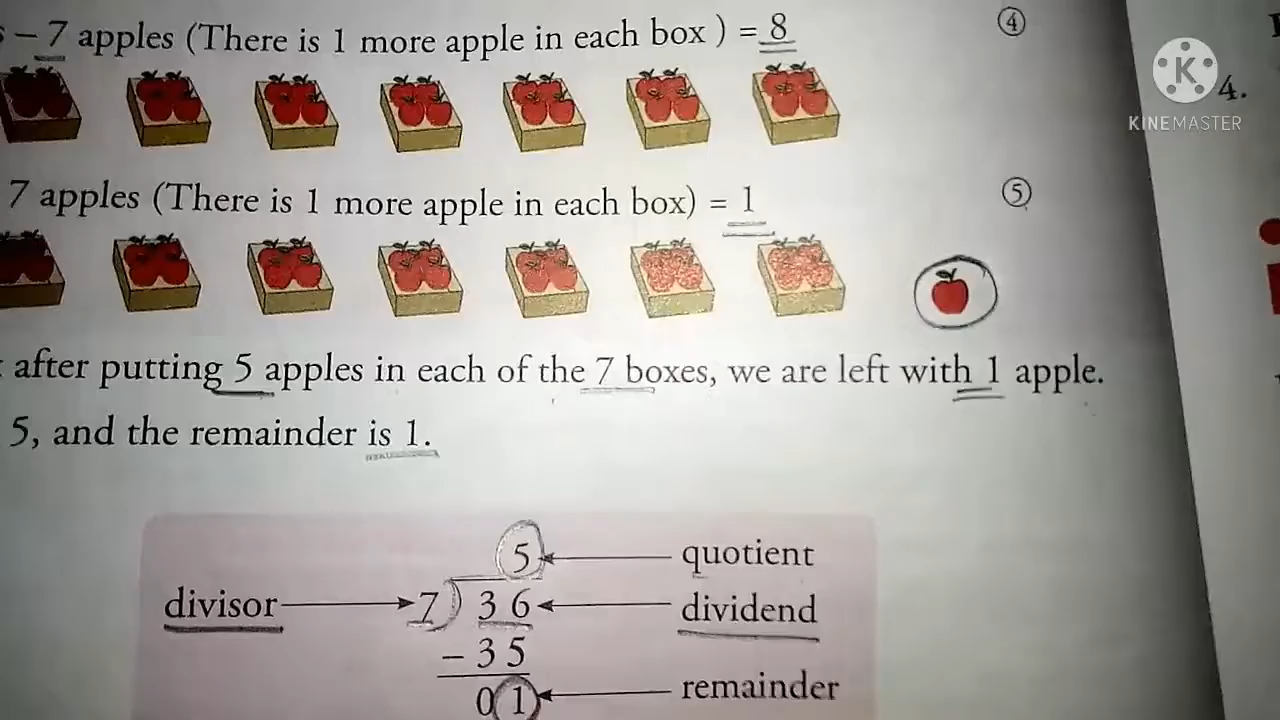 – 7 apples (There is 1 more apple in each box ) = 8
④
4.
KINEMASTER
7 apples (There is 1 more apple in each box) = 1
⑤
after putting 5 apples in each of the 7 boxes, we are left with 1 apple.
5, and the remainder is 1.
5 quotient
divisor 7 ) 3 6 dividend
– 3 5
0 1 remainder